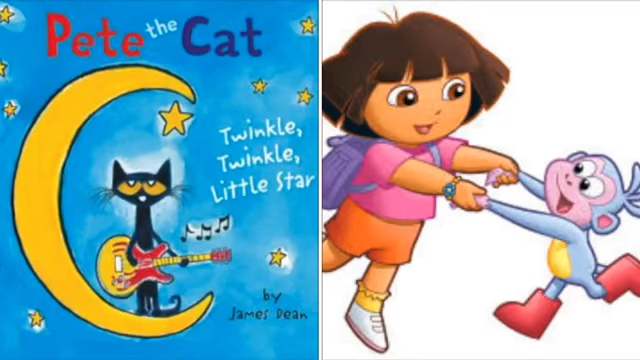 Pete the Cat
Twinkle,
Twinkle,
Little Star
by
James Dean